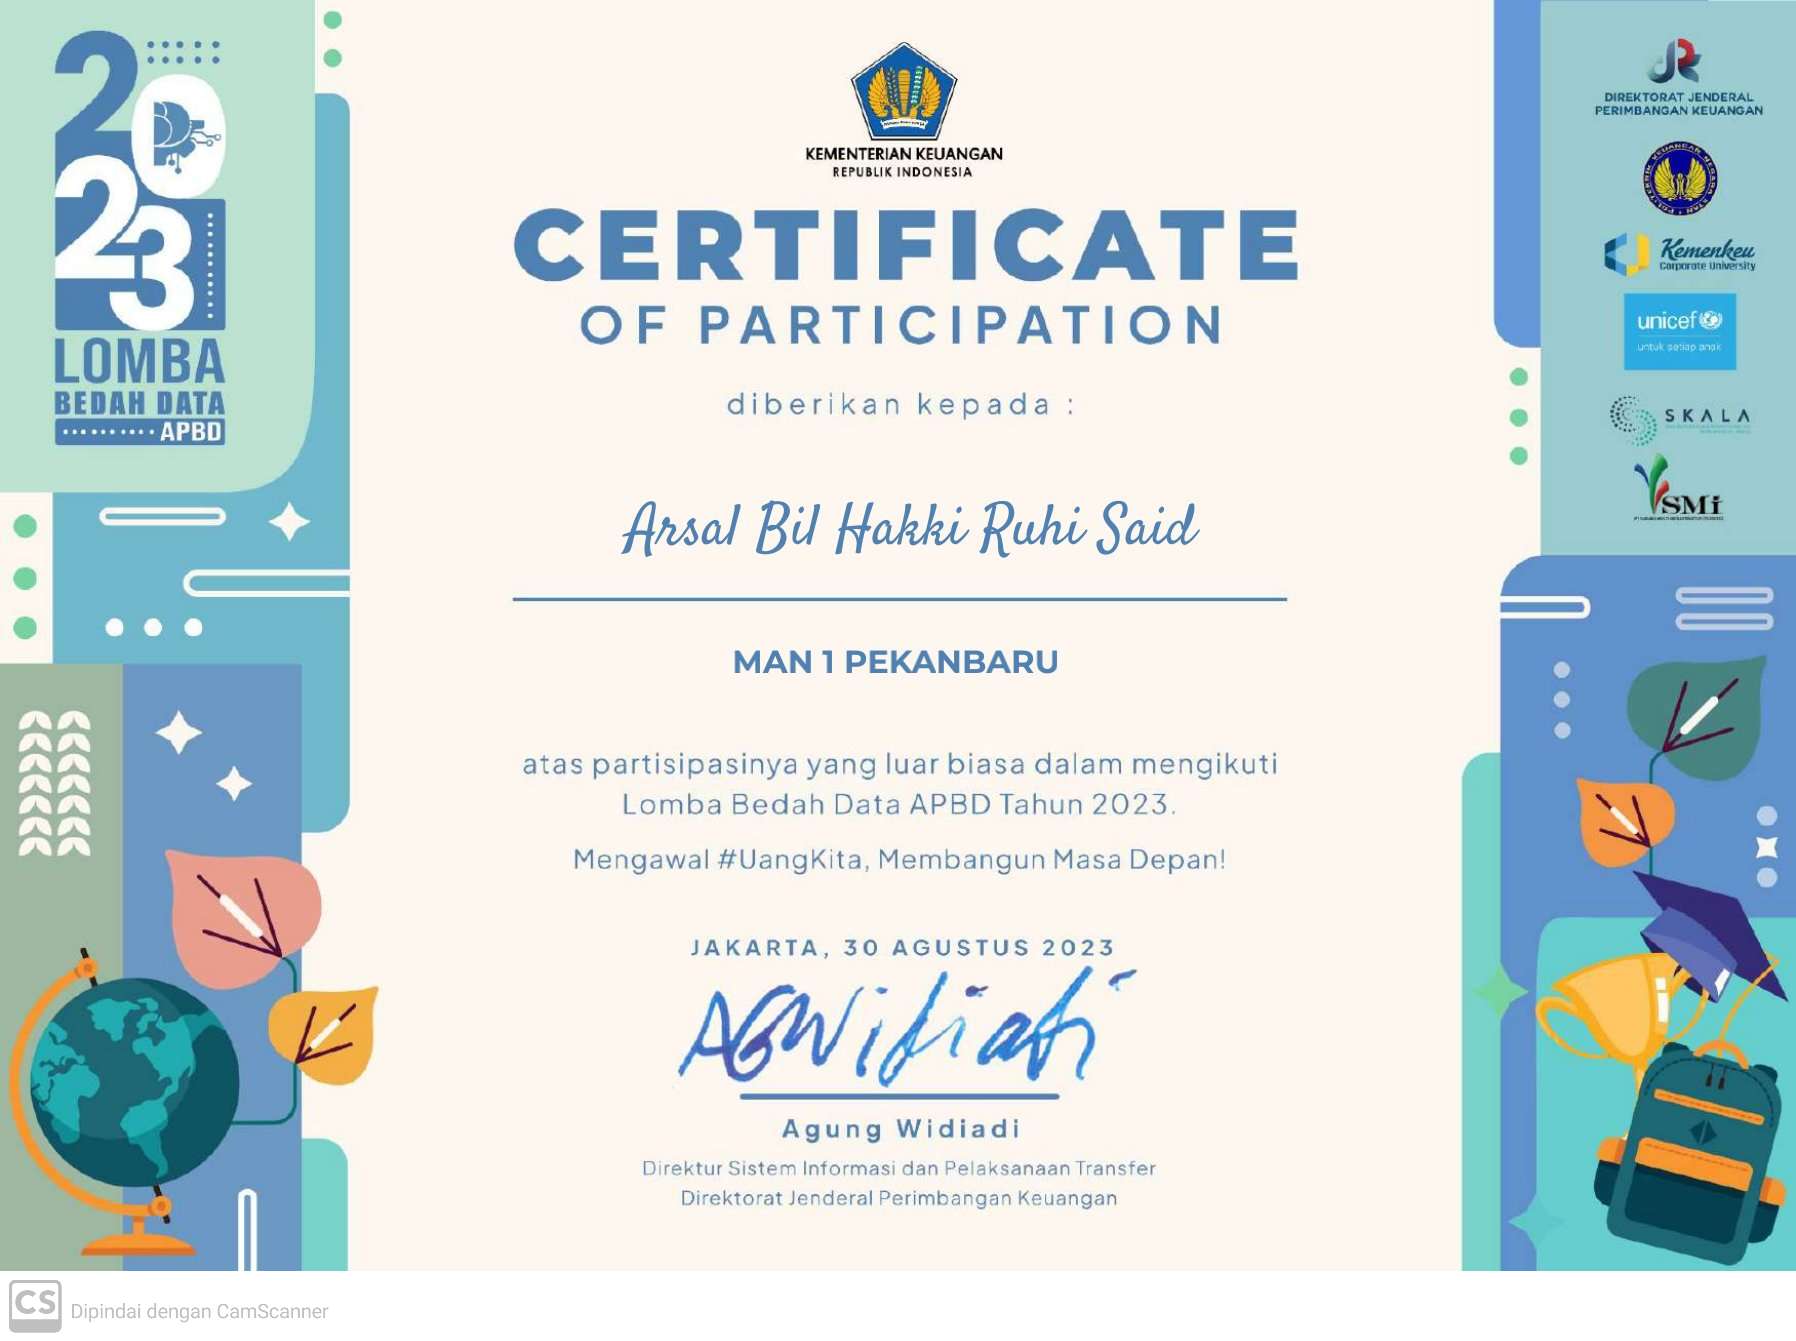 2023
LOMBA
BEDAH DATA
APBD
KEMENTERIAN KEUANGAN
REPUBLIK INDONESIA
CERTIFICATE
OF PARTICIPATION
diberikan kepada :
Arsal Bil Hakki Ruhi Said
MAN 1 PEKANBARU
atas partisipasinya yang luar biasa dalam mengikuti
Lomba Bedah Data APBD Tahun 2023.
Mengawal #UangKita, Membangun Masa Depan!
JAKARTA, 30 AGUSTUS 2023
Agung Widiadi
Direktur Sistem Informasi dan Pelaksanaan Transfer
Direktorat Jenderal Perimbangan Keuangan
DIREKTORAT JENDERAL
PERIMBANGAN KEUANGAN
Kemenkeu
Corporate University
unicef
untuk setiap anak
SKALA
SMi
CS Dipindai dengan CamScanner